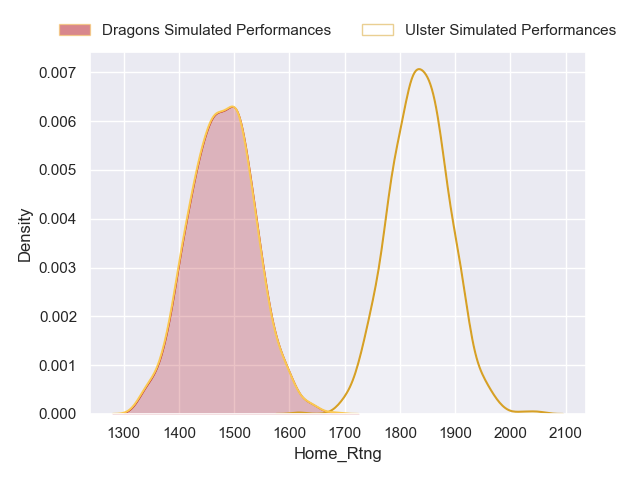 Dragons Simulated Performances
Ulster Simulated Performances
0.007
0.006
0.005
0.004
0.003
0.002
0.001
0.000
Density
1300 1400 1500 1600 1700 1800 1900 2000 2100
Home_Rtng